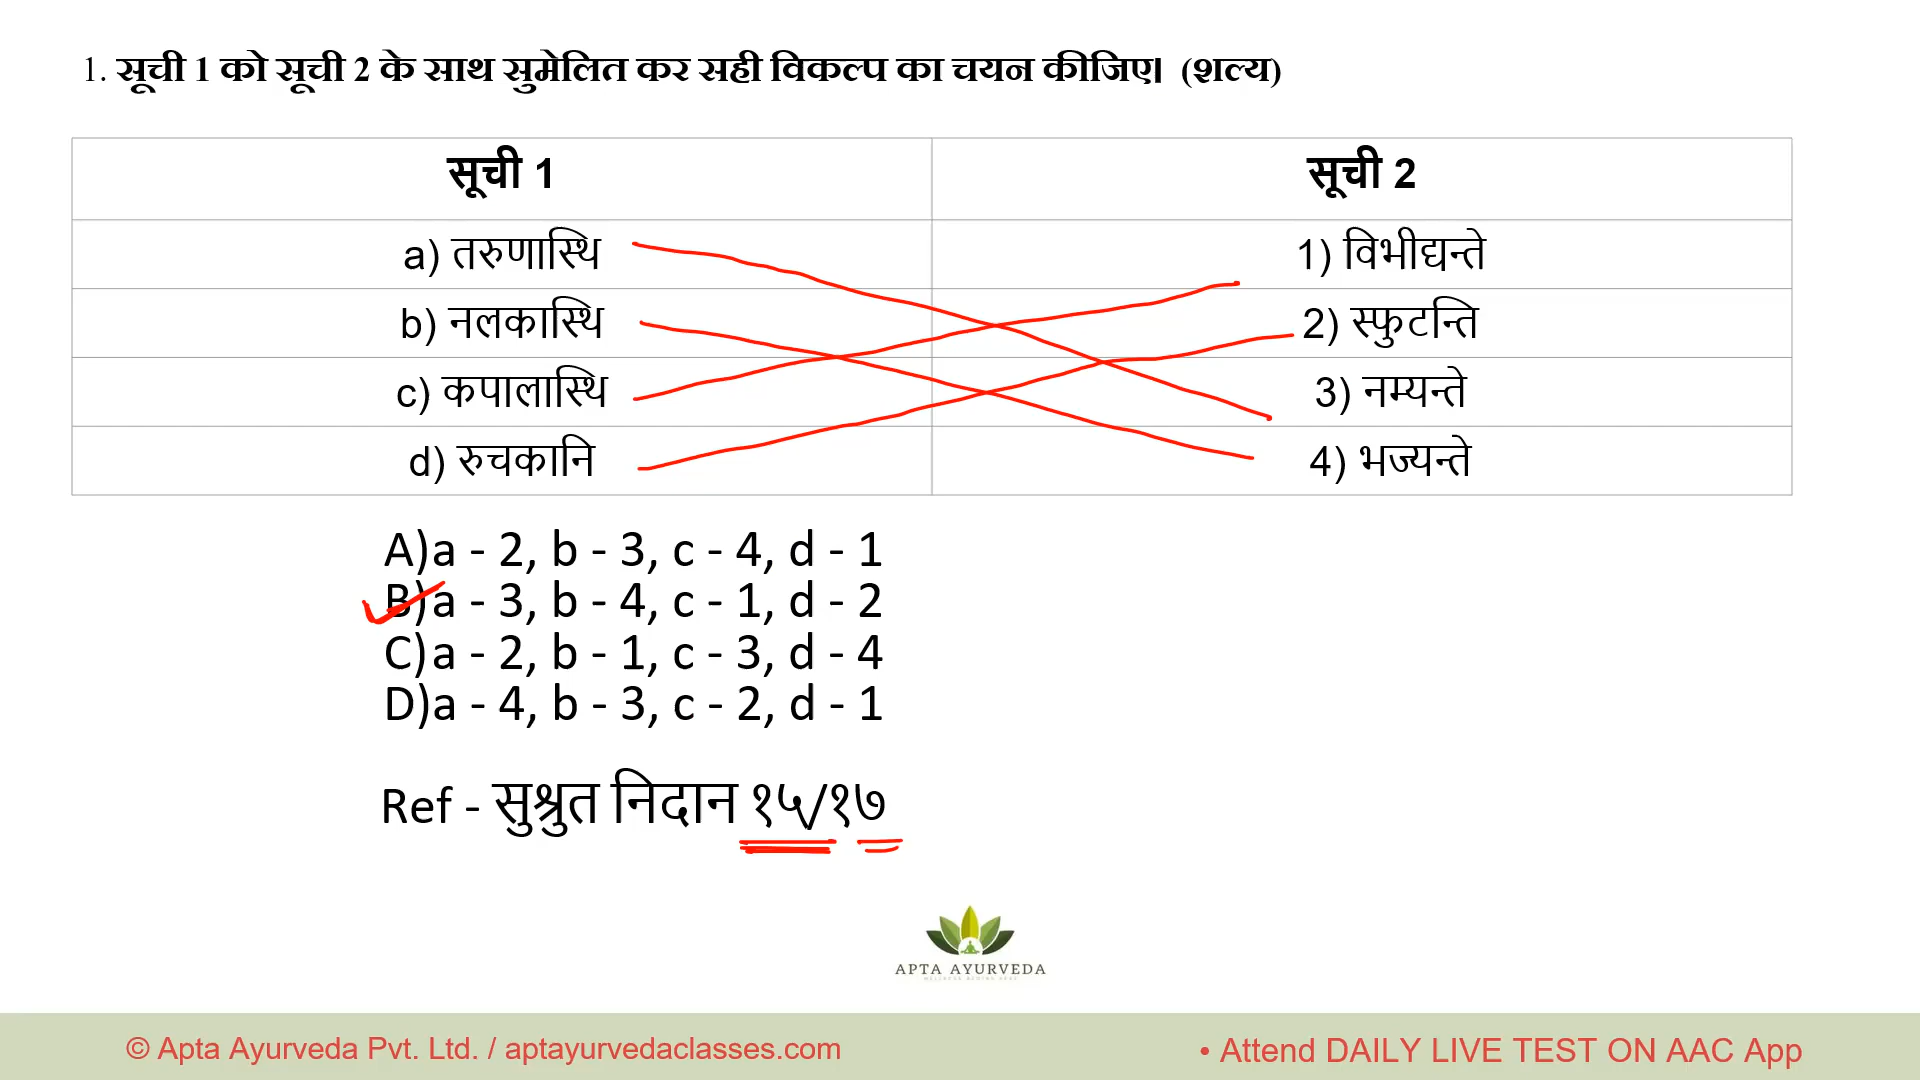 1. सूची 1 को सूची 2 के साथ सुमेलित कर सही विकल्प का चयन कीजिए। (शल्य)
सूची 1 सूची 2
a) तरुणास्थि 1) विभीद्यन्ते
b) नलकास्थि 2) स्फुटन्ति
c) कपालास्थि 3) नम्यन्ते
d) रुचकानि 4) भज्यन्ते
A)a - 2, b - 3, c - 4, d - 1
B)a - 3, b - 4, c - 1, d - 2
C)a - 2, b - 1, c - 3, d - 4
D)a - 4, b - 3, c - 2, d - 1
Ref - सुश्रुत निदान १५/१७
APTA AYURVEDA
© Apta Ayurveda Pvt. Ltd. / aptayurvedaclasses.com
• Attend DAILY LIVE TEST ON AAC App